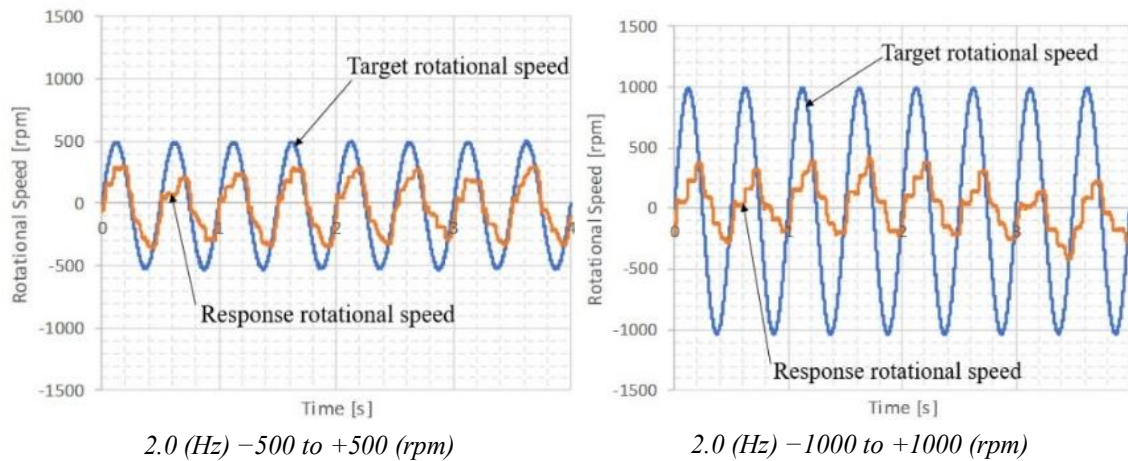 1500
1000
500
0
-500
-1000
-1500
Rotational Speed [rpm]
Target rotational speed
Response rotational speed
0
1
2
3
4
Time [s]
2.0 (Hz) −500 to +500 (rpm)
1500
1000
500
0
-500
-1000
-1500
Rotational Speed [rpm]
Target rotational speed
Response rotational speed
0
1
2
3
Time [s]
2.0 (Hz) −1000 to +1000 (rpm)